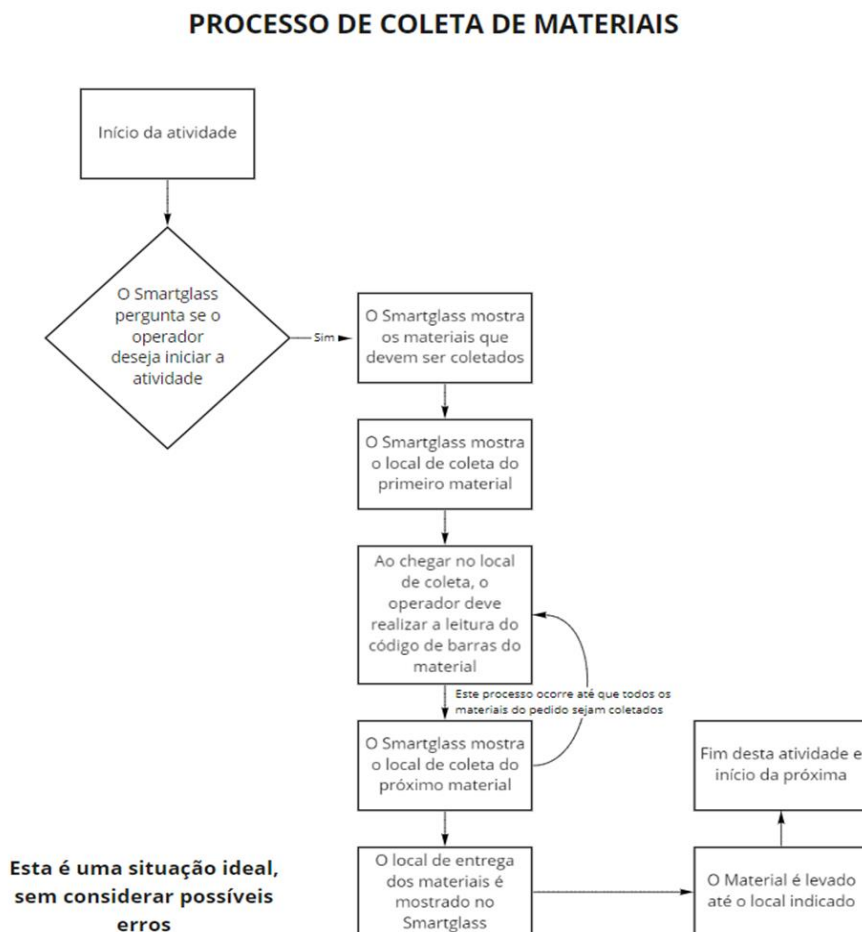 PROCESSO DE COLETA DE MATERIAIS
Início da atividade
O Smartglass
pergunta se o
operador
deseja iniciar a
atividade
Sim
O Smartglass mostra
os materiais que
devem ser coletados
O Smartglass mostra
o local de coleta do
primeiro material
Ao chegar no local
de coleta, o
operador deve
realizar a leitura do
código de barras do
material
Este processo ocorre até que todos os
materiais do pedido sejam coletados
O Smartglass mostra
o local de coleta do
próximo material
O local de entrega
dos materiais é
mostrado no
Smartglass
O Material é levado
até o local indicado
Fim desta atividade e
início da próxima
Esta é uma situação ideal,
sem considerar possíveis
erros